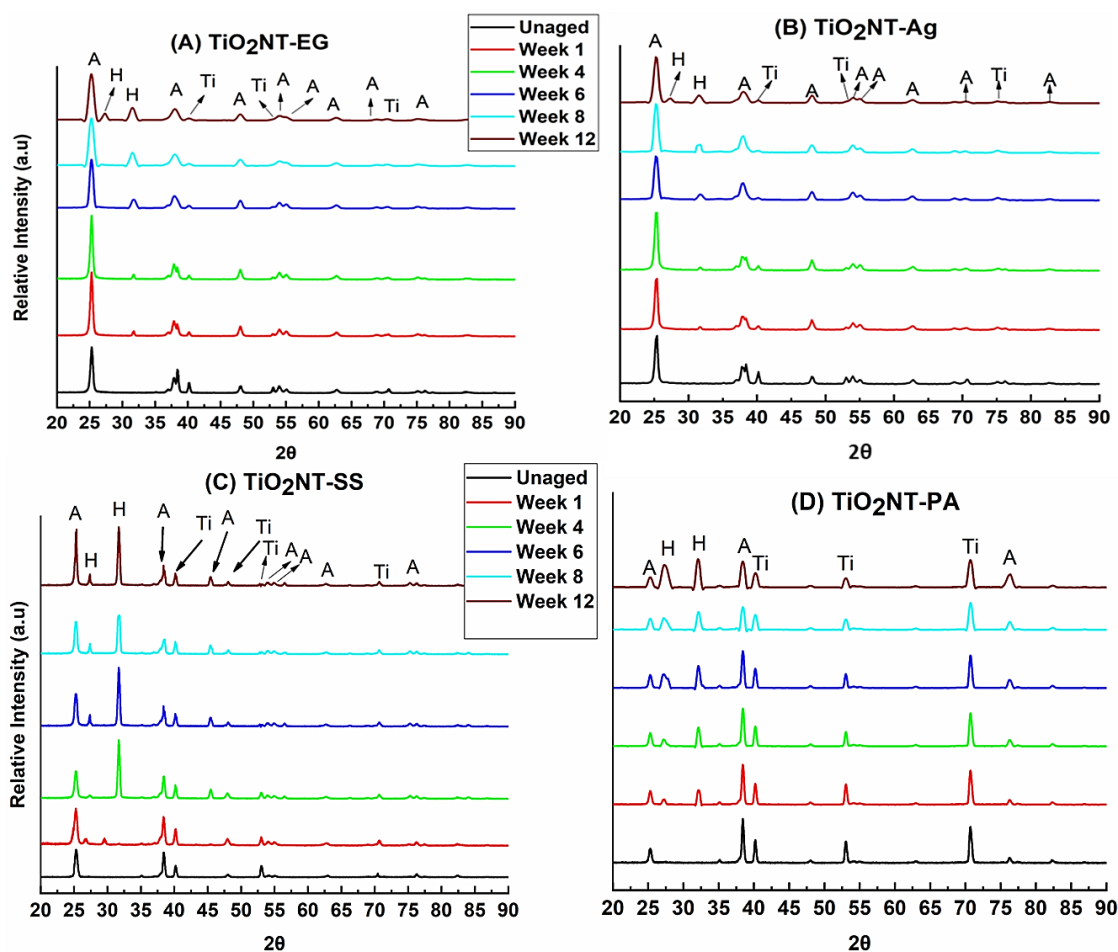 (A) TiO2NT-EG
Unaged
Week 1
Week 4
Week 6
Week 8
Week 12
A
H
H
A
Ti
A
Ti
A
A
A
A
Ti
A
Relative Intensity (a.u)
20 25 30 35 40 45 50 55 60 65 70 75 80 85 90
2θ
(B) TiO2NT-Ag
A
H
H
A
Ti
A
Ti
A
A
A
A
Ti
A
20 25 30 35 40 45 50 55 60 65 70 75 80 85 90
2θ
(C) TiO2NT-SS
Unaged
Week 1
Week 4
Week 6
Week 8
Week 12
A
H
H
A
Ti
A
Ti
Ti
A
A
A
Ti
A
Relative Intensity (a.u)
20 25 30 35 40 45 50 55 60 65 70 75 80 85 90
2θ
(D) TiO2NT-PA
A
H
H
A
Ti
Ti
Ti
A
20 25 30 35 40 45 50 55 60 65 70 75 80 85 90
2θ